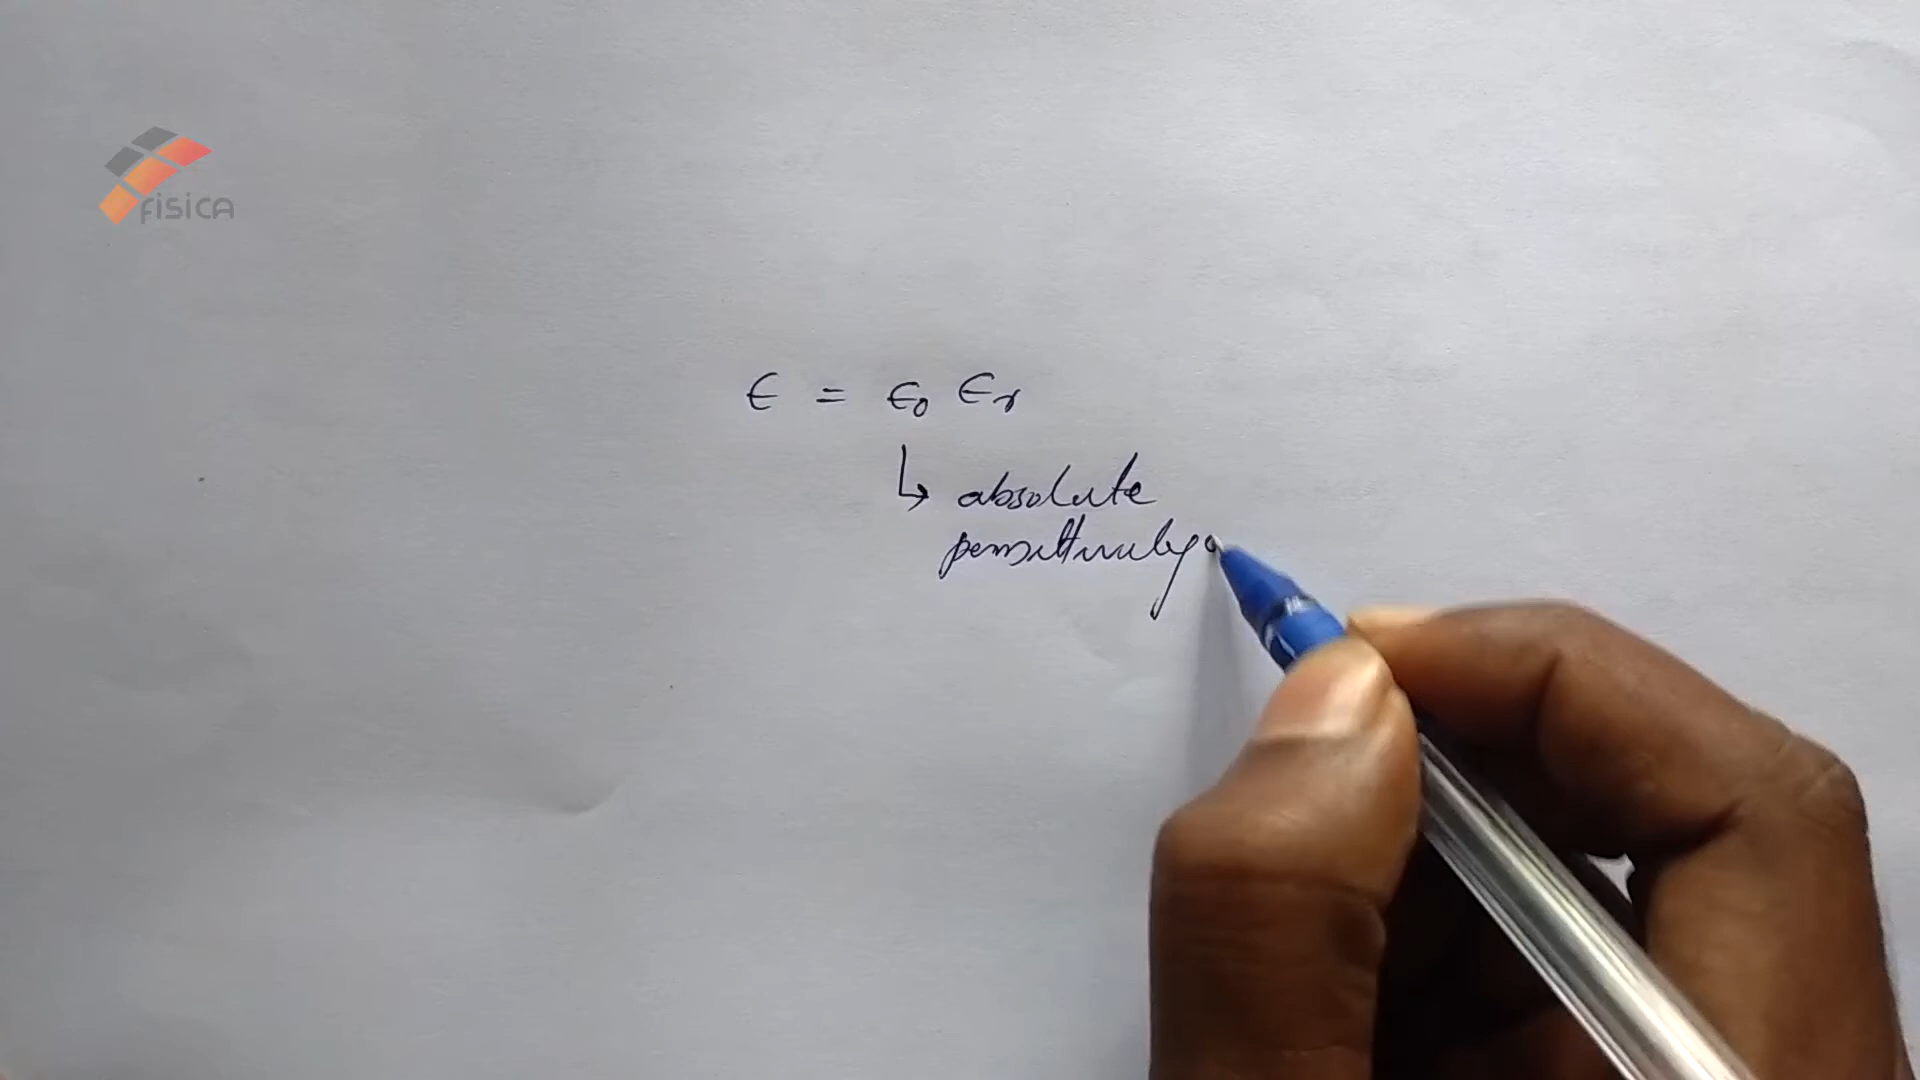 fisica
ϵ = ϵ₀ ϵᵣ
↳ absolute
permittivity o